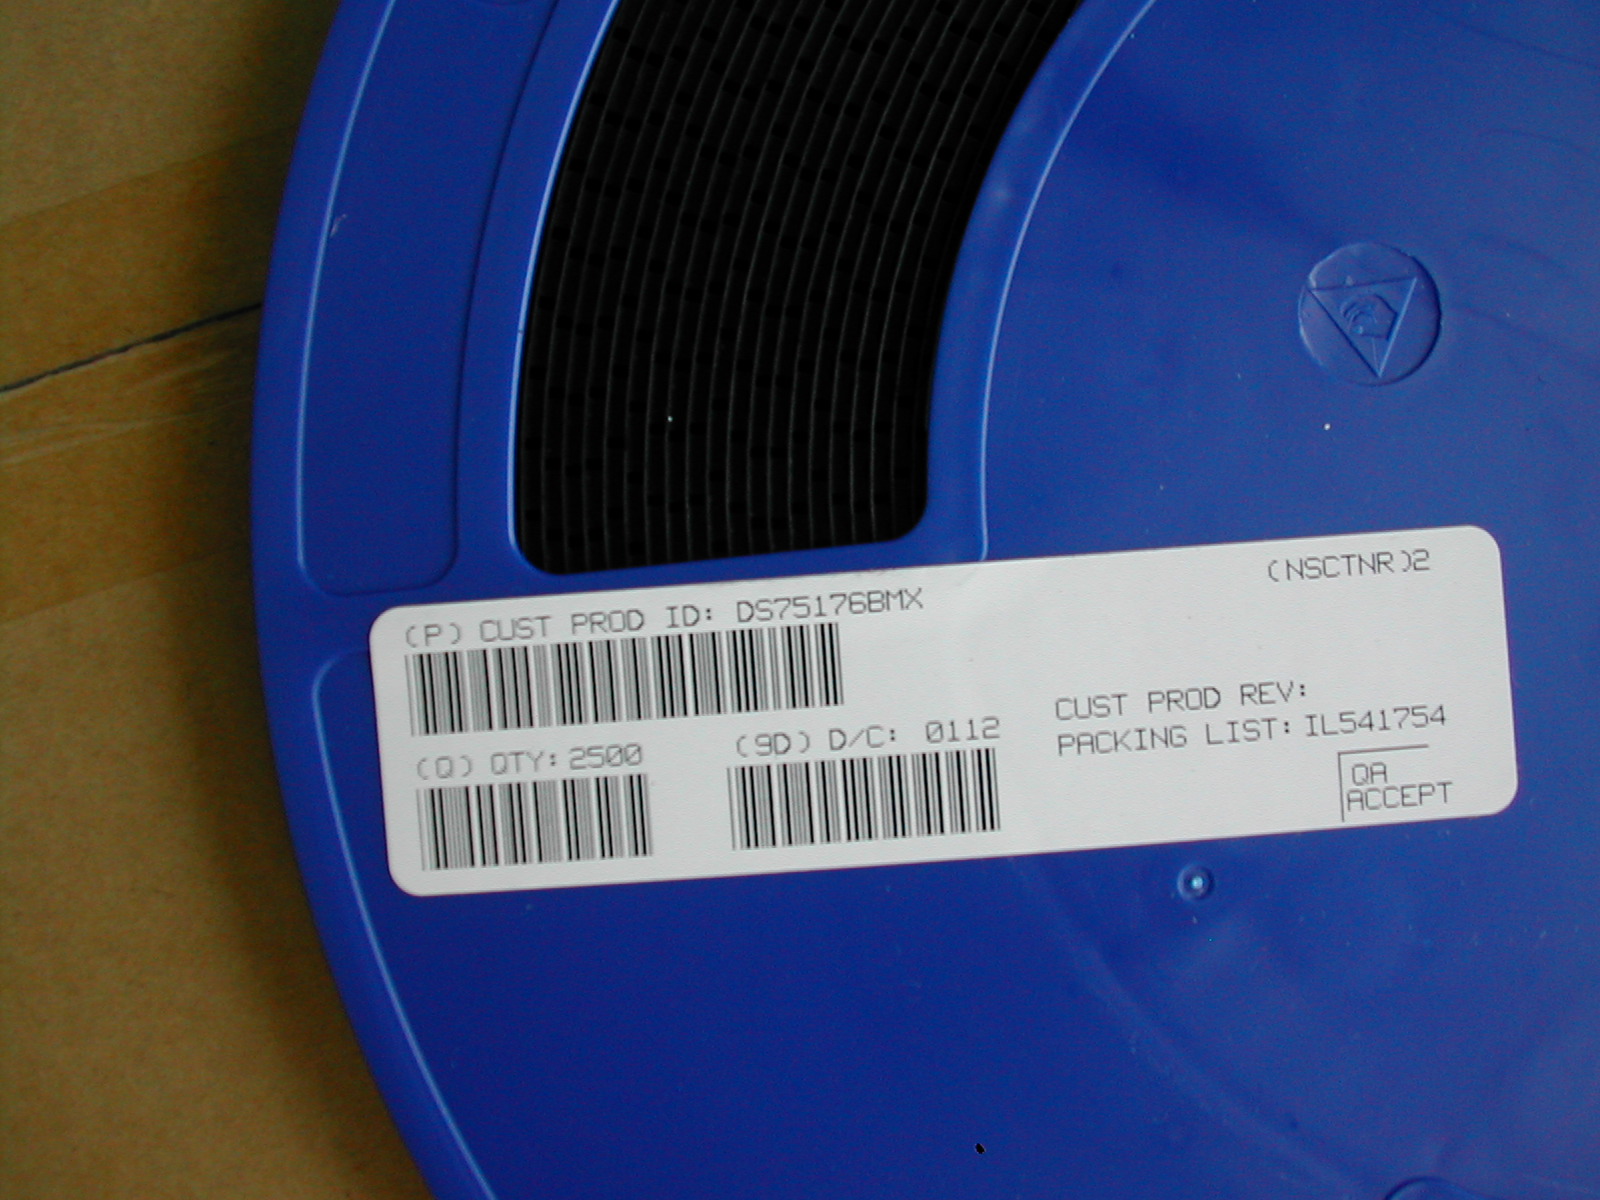 (NSCTNR)2
(P) CUST PROD ID: DS75176BMX
CUST PROD REV:
(Q) QTY: 2500 (9D) D/C: 0112
PACKING LIST: IL541754
QA
ACCEPT